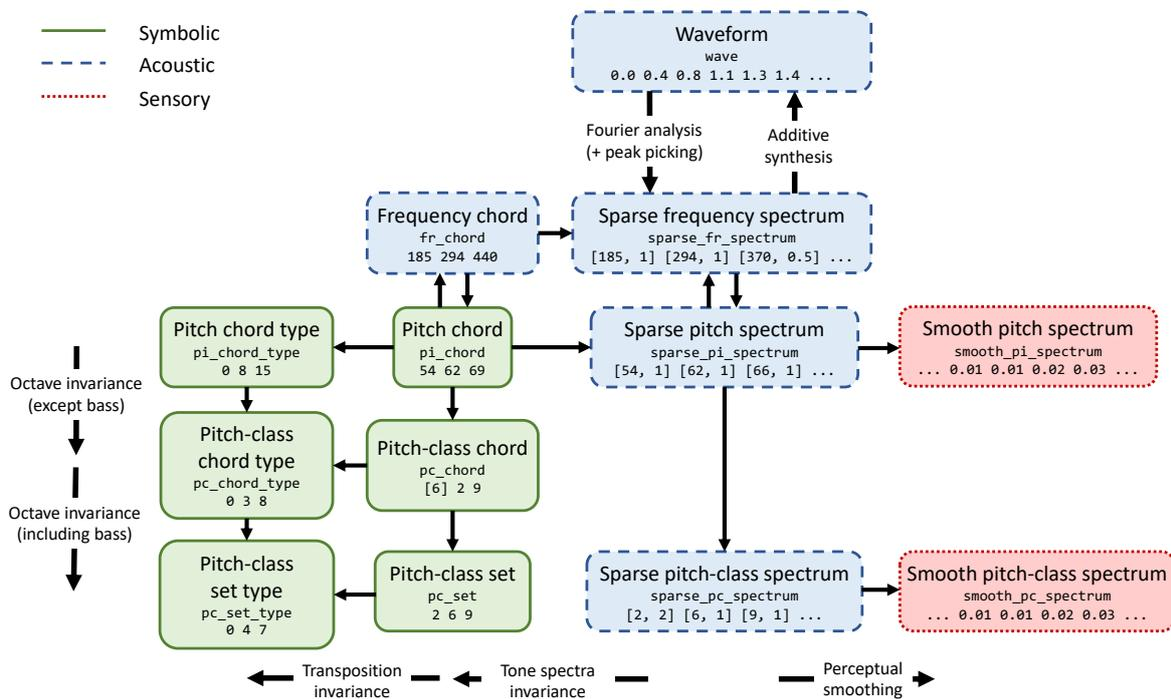 Symbolic
Acoustic
Sensory
Waveform
wave
0.0 0.4 0.8 1.1 1.3 1.4 ...
Fourier analysis
(+ peak picking)
Additive
synthesis
Frequency chord
fr_chord
185 294 440
Sparse frequency spectrum
sparse_fr_spectrum
[185, 1] [294, 1] [370, 0.5] ...
Pitch chord type
pi_chord_type
0 8 15
Pitch chord
pi_chord
54 62 69
Sparse pitch spectrum
sparse_pi_spectrum
[54, 1] [62, 1] [66, 1] ...
Smooth pitch spectrum
smooth_pi_spectrum
... 0.01 0.01 0.02 0.03 ...
Octave invariance
(except bass)
Pitch-class
chord type
pc_chord_type
0 3 8
Pitch-class chord
pc_chord
[6] 2 9
Octave invariance
(including bass)
Pitch-class
set type
pc_set_type
0 4 7
Pitch-class set
pc_set
2 6 9
Sparse pitch-class spectrum
sparse_pc_spectrum
[2, 2] [6, 1] [9, 1] ...
Smooth pitch-class spectrum
smooth_pc_spectrum
... 0.01 0.01 0.02 0.03 ...
Transposition
invariance
Tone spectra
invariance
Perceptual
smoothing